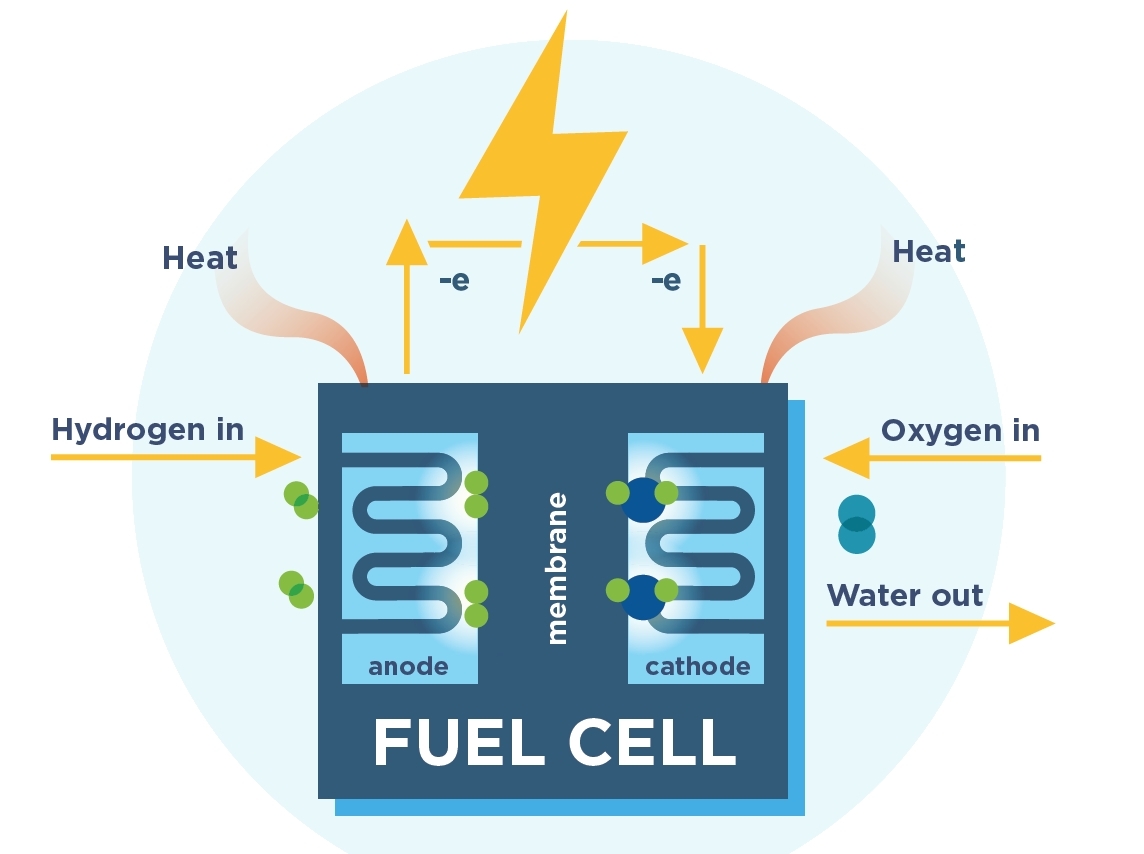 Heat
Heat
-e
-e
Hydrogen in
Oxygen in
membrane
Water out
anode
cathode
FUEL CELL